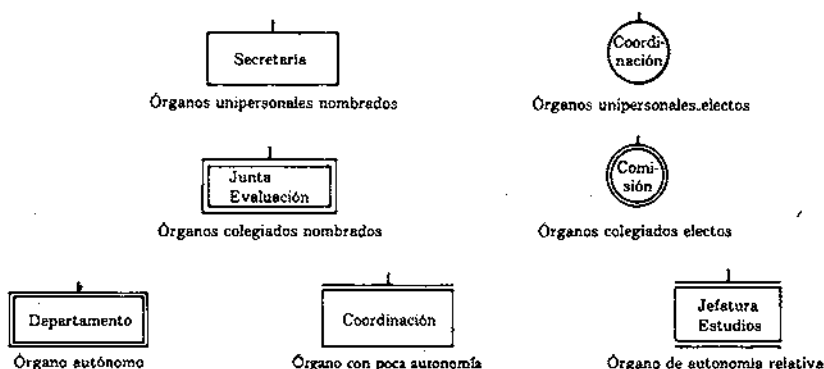 Secretaría
Coordi-
nación
Órganos unipersonales nombrados
Órganos unipersonales electos
Junta
Evaluación
Comi-
sión
Órganos colegiados nombrados
Órganos colegiados electos
Departamento
Coordinación
Jefatura
Estudios
Órgano autónomo
Órgano con poca autonomía
Órgano de autonomía relativa